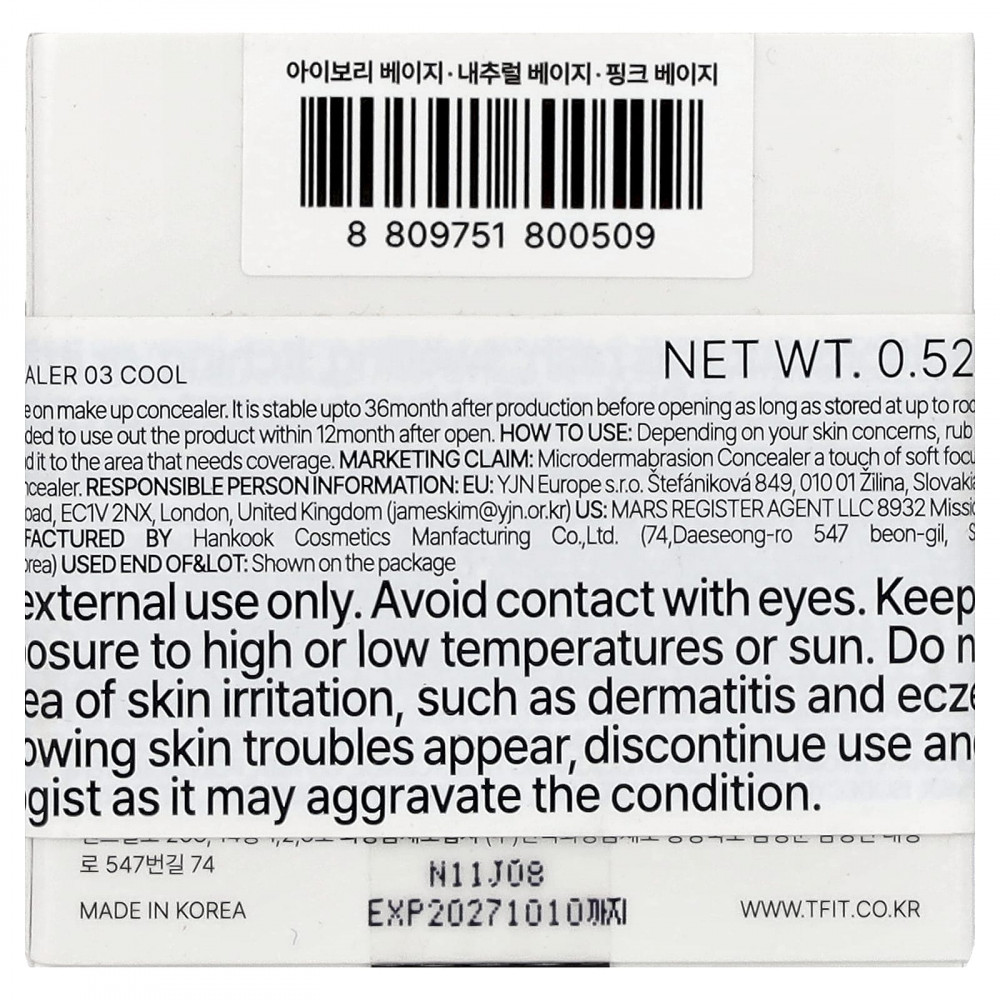 아이보리 베이지·내추럴 베이지·핑크 베이지
8 809751 800509
NET WT. 0.52
ALER 03 COOL
e on make up concealer. It is stable upto 36month after production before opening as long as stored at up to roo
ded to use out the product within 12month after open. HOW TO USE: Depending on your skin concerns, rub
d it to the area that needs coverage. MARKETING CLAIM: Microdermabrasion Concealer a touch of soft focu
ncealer. RESPONSIBLE PERSON INFORMATION: EU: YJN Europe s.r.o. Štefániková 849, 010 01 Žilina, Slovakia
oad, EC1V 2NX, London, United Kingdom (jameskim@yjn.or.kr) US: MARS REGISTER AGENT LLC 8932 Missi
FACTURED BY Hankook Cosmetics Manfacturing Co.,Ltd. (74,Daeseong-ro 547 beon-gil, S
rea) USED END OF&LOT: Shown on the package
external use only. Avoid contact with eyes. Keep
osure to high or low temperatures or sun. Do n
ea of skin irritation, such as dermatitis and ecze
owing skin troubles appear, discontinue use an
gist as it may aggravate the condition.
로 547번길 74
N11J08
MADE IN KOREA
EXP20271010까지
WWW.TFIT.CO.KR